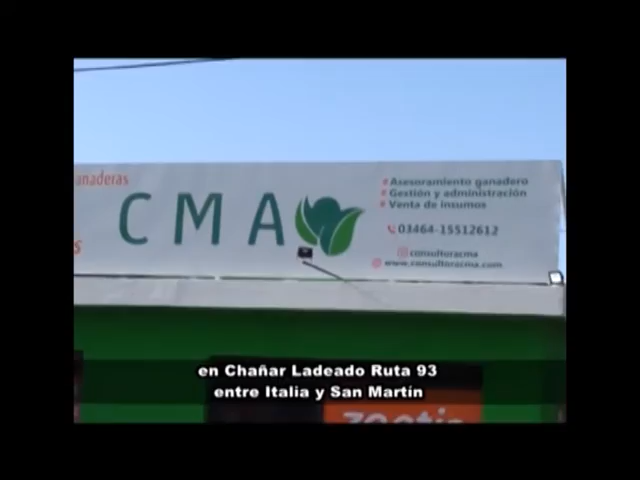 anaderas
s
CMA
# Asesoramiento ganadero
# Gestión y administración
# Venta de insumos
03464-15512612
consultoracma
www.consultoracma.com
en Chañar Ladeado Ruta 93
entre Italia y San Martín
zoetis